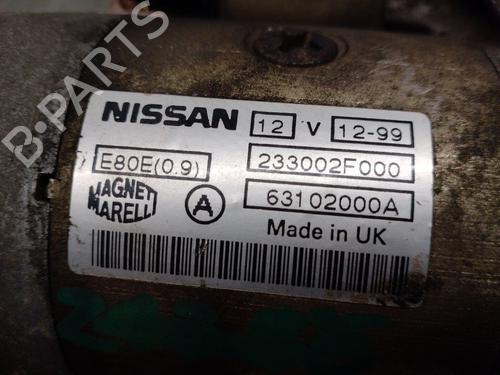 B-PARTS
NISSAN 12 V 12-99
E80E(0.9) 233002F000
MAGNETI MARELLI A 63102000A
Made in UK